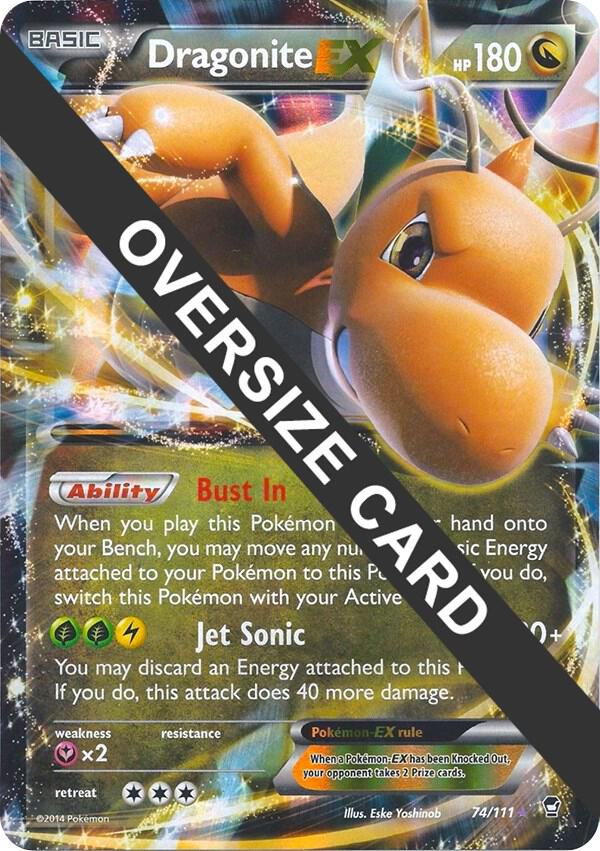 BASIC
Dragonite EX
HP 180
OVERSIZE CARD
Ability Bust In
When you play this Pokémon hand onto
your Bench, you may move any sic Energy
attached to your Pokémon to this you do,
switch this Pokémon with your Active
Jet Sonic 0+
You may discard an Energy attached to this
If you do, this attack does 40 more damage.
weakness resistance
×2
Pokémon-EX rule
When a Pokémon-EX has been Knocked Out,
your opponent takes 2 Prize cards.
retreat
©2014 Pokémon
Illus. Eske Yoshinob 74/111